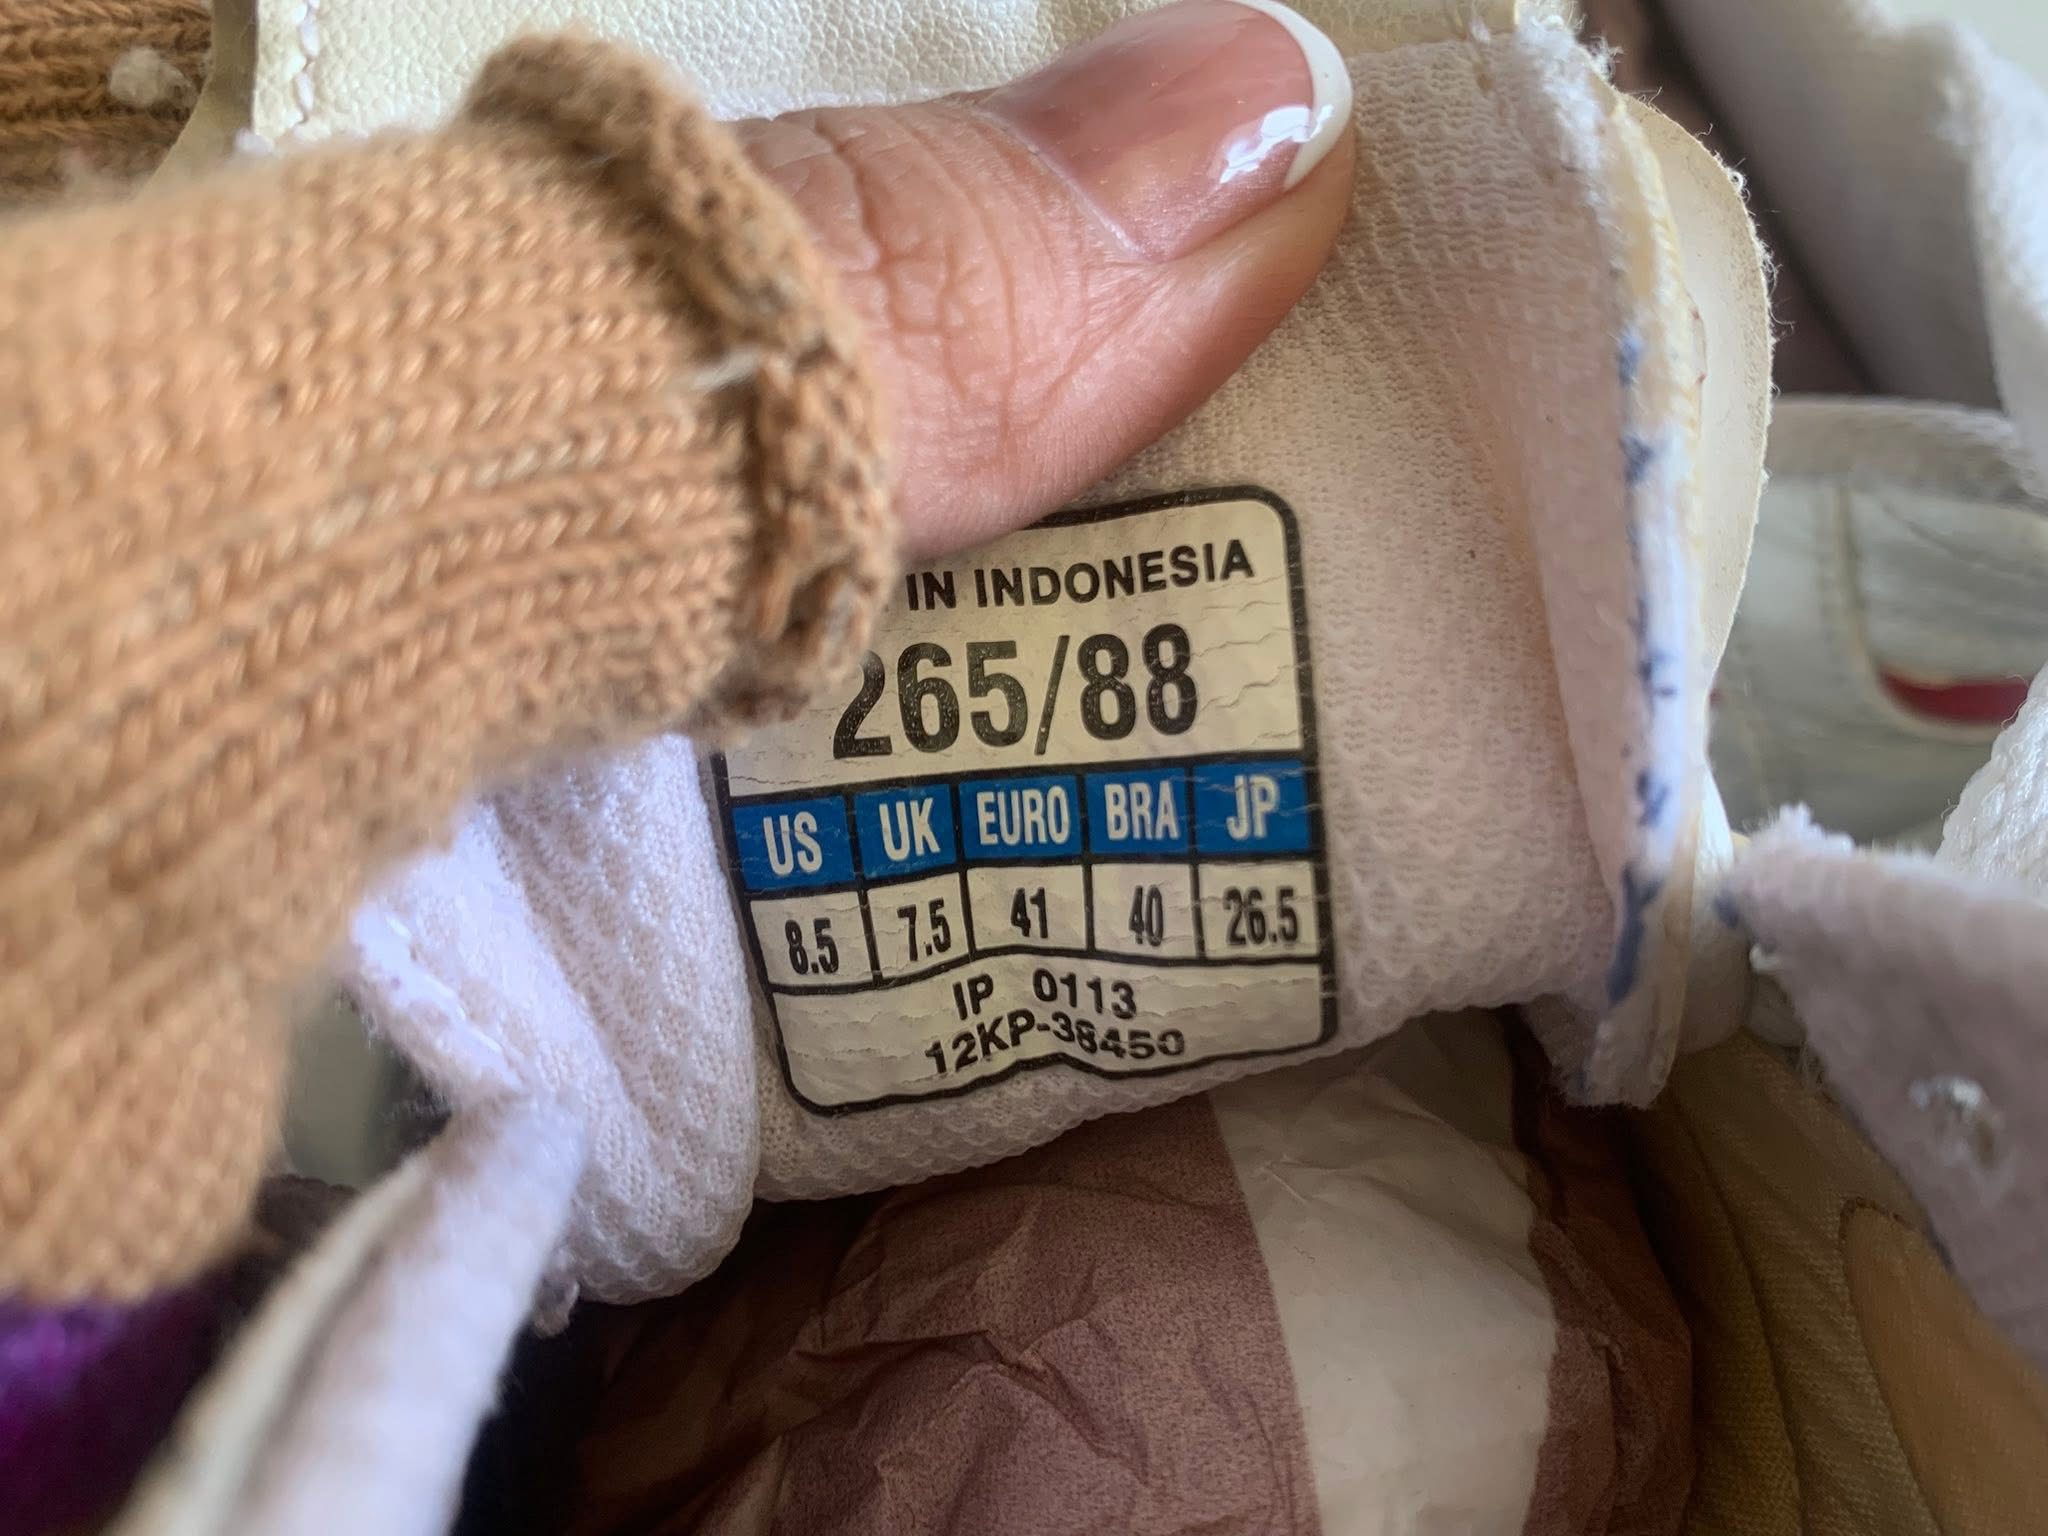 IN INDONESIA
265/88
US UK EURO BRA JP
8.5 7.5 41 40 26.5
IP 0113
12KP-38450